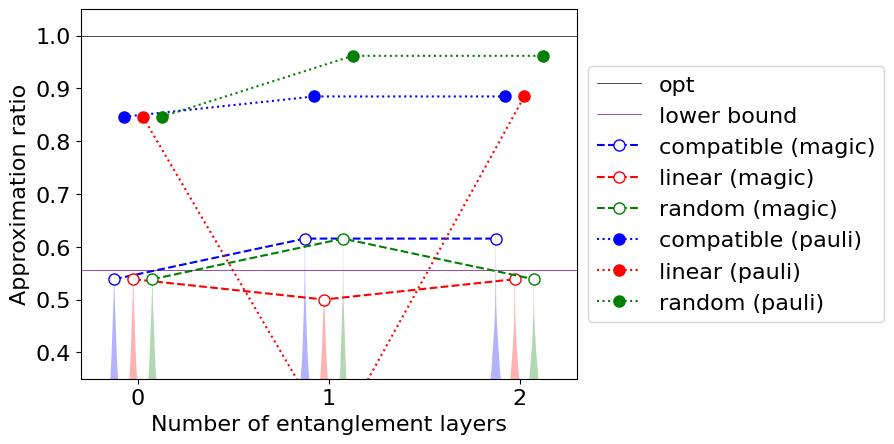 1.0
0.9
0.8
0.7
0.6
0.5
0.4
Approximation ratio
0 1 2
Number of entanglement layers
opt
lower bound
compatible (magic)
linear (magic)
random (magic)
compatible (pauli)
linear (pauli)
random (pauli)